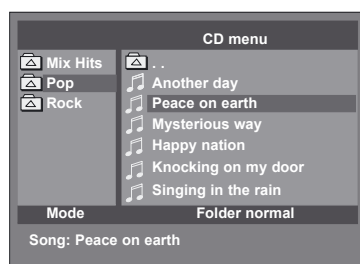 CD menu
Mix Hits
Pop
Rock
. .
Another day
Peace on earth
Mysterious way
Happy nation
Knocking on my door
Singing in the rain
Mode
Folder normal
Song: Peace on earth